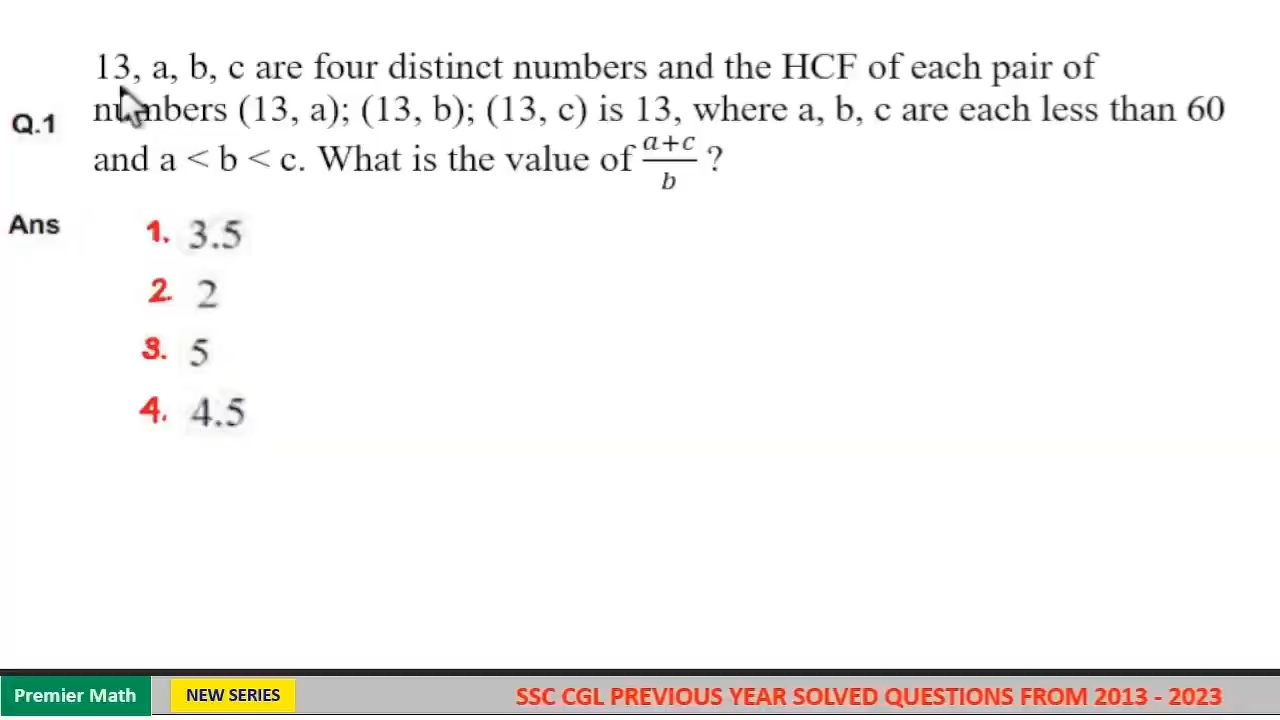 13, a, b, c are four distinct numbers and the HCF of each pair of
Q.1 numbers (13, a); (13, b); (13, c) is 13, where a, b, c are each less than 60
and a < b < c. What is the value of \frac{a+c}{b} ?
Ans
1. 3.5
2. 2
3. 5
4. 4.5
Premier Math NEW SERIES SSC CGL PREVIOUS YEAR SOLVED QUESTIONS FROM 2013 - 2023